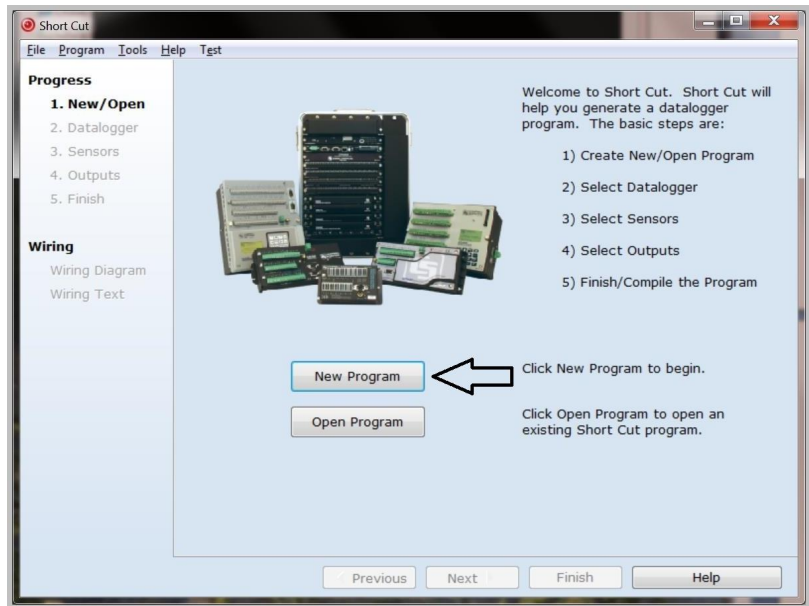 Short Cut
File Program Tools Help Test
Progress
1. New/Open
2. Datalogger
3. Sensors
4. Outputs
5. Finish
Wiring
Wiring Diagram
Wiring Text
Welcome to Short Cut. Short Cut will
help you generate a datalogger
program. The basic steps are:
1) Create New/Open Program
2) Select Datalogger
3) Select Sensors
4) Select Outputs
5) Finish/Compile the Program
New Program
Click New Program to begin.
Open Program
Click Open Program to open an
existing Short Cut program.
Previous Next Finish Help